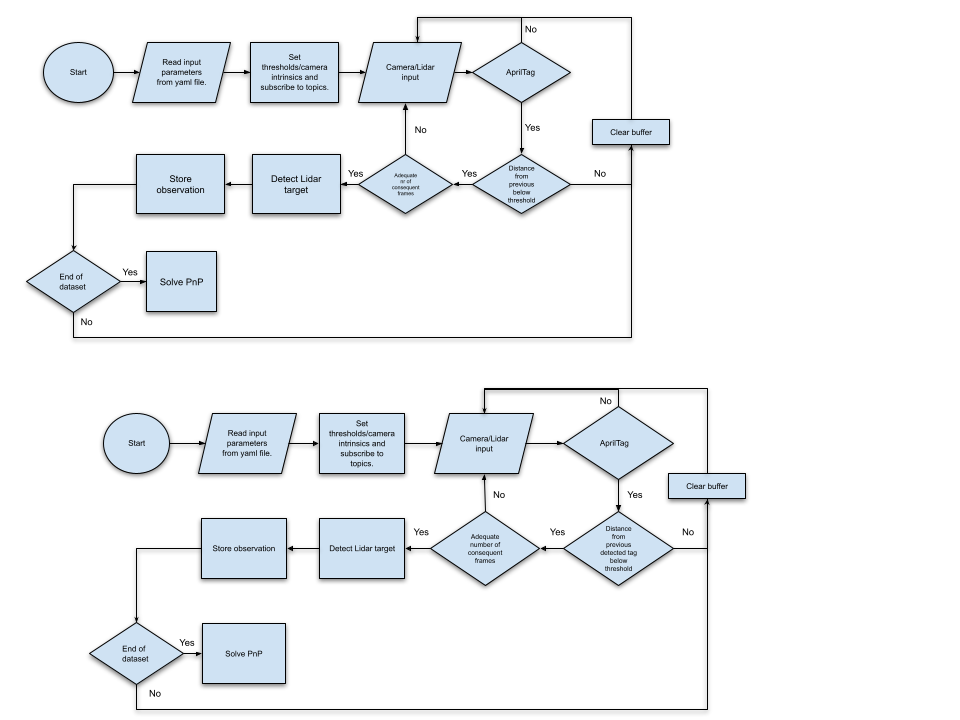 No
Start
Read input
parameters
from yaml file.
Set
thresholds/camera
intrinsics and
subscribe to topics.
Camera/Lidar
input
AprilTag
No
Yes
Clear buffer
Store
observation
Detect Lidar
target
Yes
Adequate
nr of
consequent
frames
Yes
Distance
from
previous
below
threshold
No
End of
dataset
Yes
Solve PnP
No
No
Start
Read input
parameters
from yaml file.
Set
thresholds/camera
intrinsics and
subscribe to
topics.
Camera/Lidar
input
AprilTag
No
Yes
Clear buffer
Store observation
Detect Lidar target
Yes
Adequate
number of
consequent
frames
Yes
Distance
from
previous
detected tag
below
threshold
No
End of
dataset
Yes
Solve PnP
No